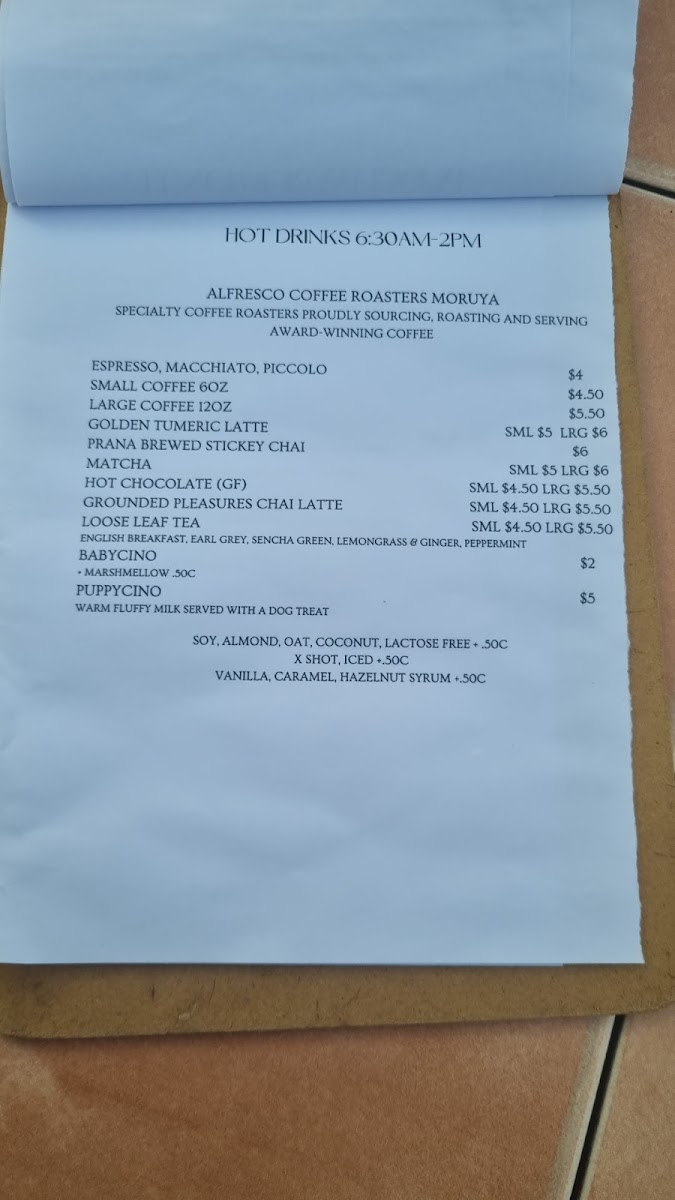 HOT DRINKS 6:30AM-2PM
ALFRESCO COFFEE ROASTERS MORUYA
SPECIALTY COFFEE ROASTERS PROUDLY SOURCING, ROASTING AND SERVING
AWARD-WINNING COFFEE
ESPRESSO, MACCHIATO, PICCOLO $4
SMALL COFFEE 6OZ $4.50
LARGE COFFEE 12OZ $5.50
GOLDEN TUMERIC LATTE SML $5 LRG $6
PRANA BREWED STICKEY CHAI $6
MATCHA SML $5 LRG $6
HOT CHOCOLATE (GF) SML $4.50 LRG $5.50
GROUNDED PLEASURES CHAI LATTE SML $4.50 LRG $5.50
LOOSE LEAF TEA SML $4.50 LRG $5.50
ENGLISH BREAKFAST, EARL GREY, SENCHA GREEN, LEMONGRASS & GINGER, PEPPERMINT
BABYCINO $2
+ MARSHMELLOW .50C
PUPPYCINO $5
WARM FLUFFY MILK SERVED WITH A DOG TREAT
SOY, ALMOND, OAT, COCONUT, LACTOSE FREE + .50C
X SHOT, ICED +.50C
VANILLA, CARAMEL, HAZELNUT SYRUM +.50C